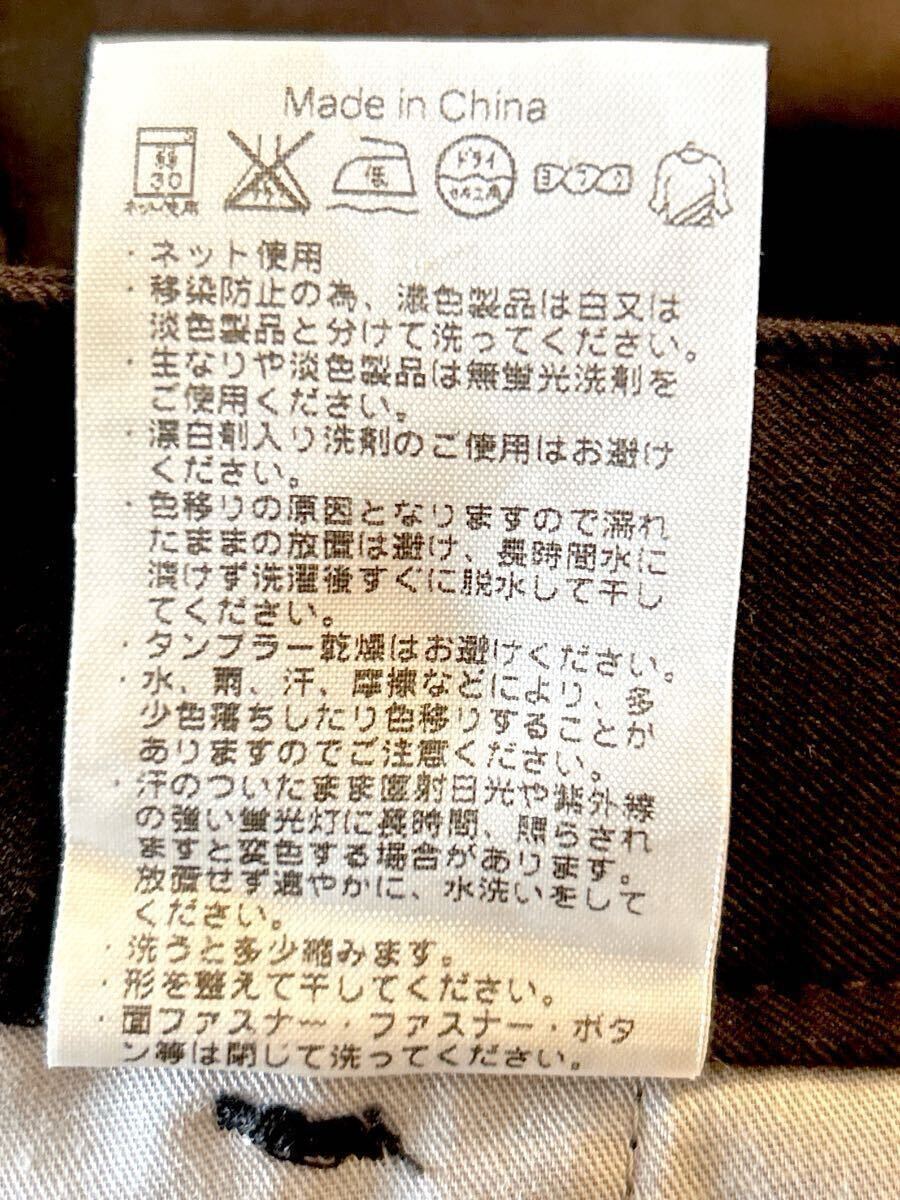 Made in China
弱 30 ネット使用 エンソサラシ 低 ドライ セキユ系 ヨワク
・ネット使用
・移染防止の為、濃色製品は白又は
淡色製品と分けて洗ってください。
・生なりや淡色製品は無蛍光洗剤を
ご使用ください。
・漂白剤入り洗剤のご使用はお避け
ください。
・色移りの原因となりますので濡れ
たままの放置は避け、長時間水に
漬けず洗濯後すぐに脱水して干し
てください。
・タンブラー乾燥はお避けください。
・水、雨、汗、摩擦などにより、多
少色落ちしたり色移りすることが
ありますのでご注意ください。
・汗のついたまま直射日光や紫外線
の強い蛍光灯に長時間、照らされ
ますと変色する場合があります。
放置せず速やかに、水洗いをして
ください。
・洗うと多少縮みます。
・形を整えて干してください。
・面ファスナー・ファスナー・ボタ
ン等は閉じて洗ってください。